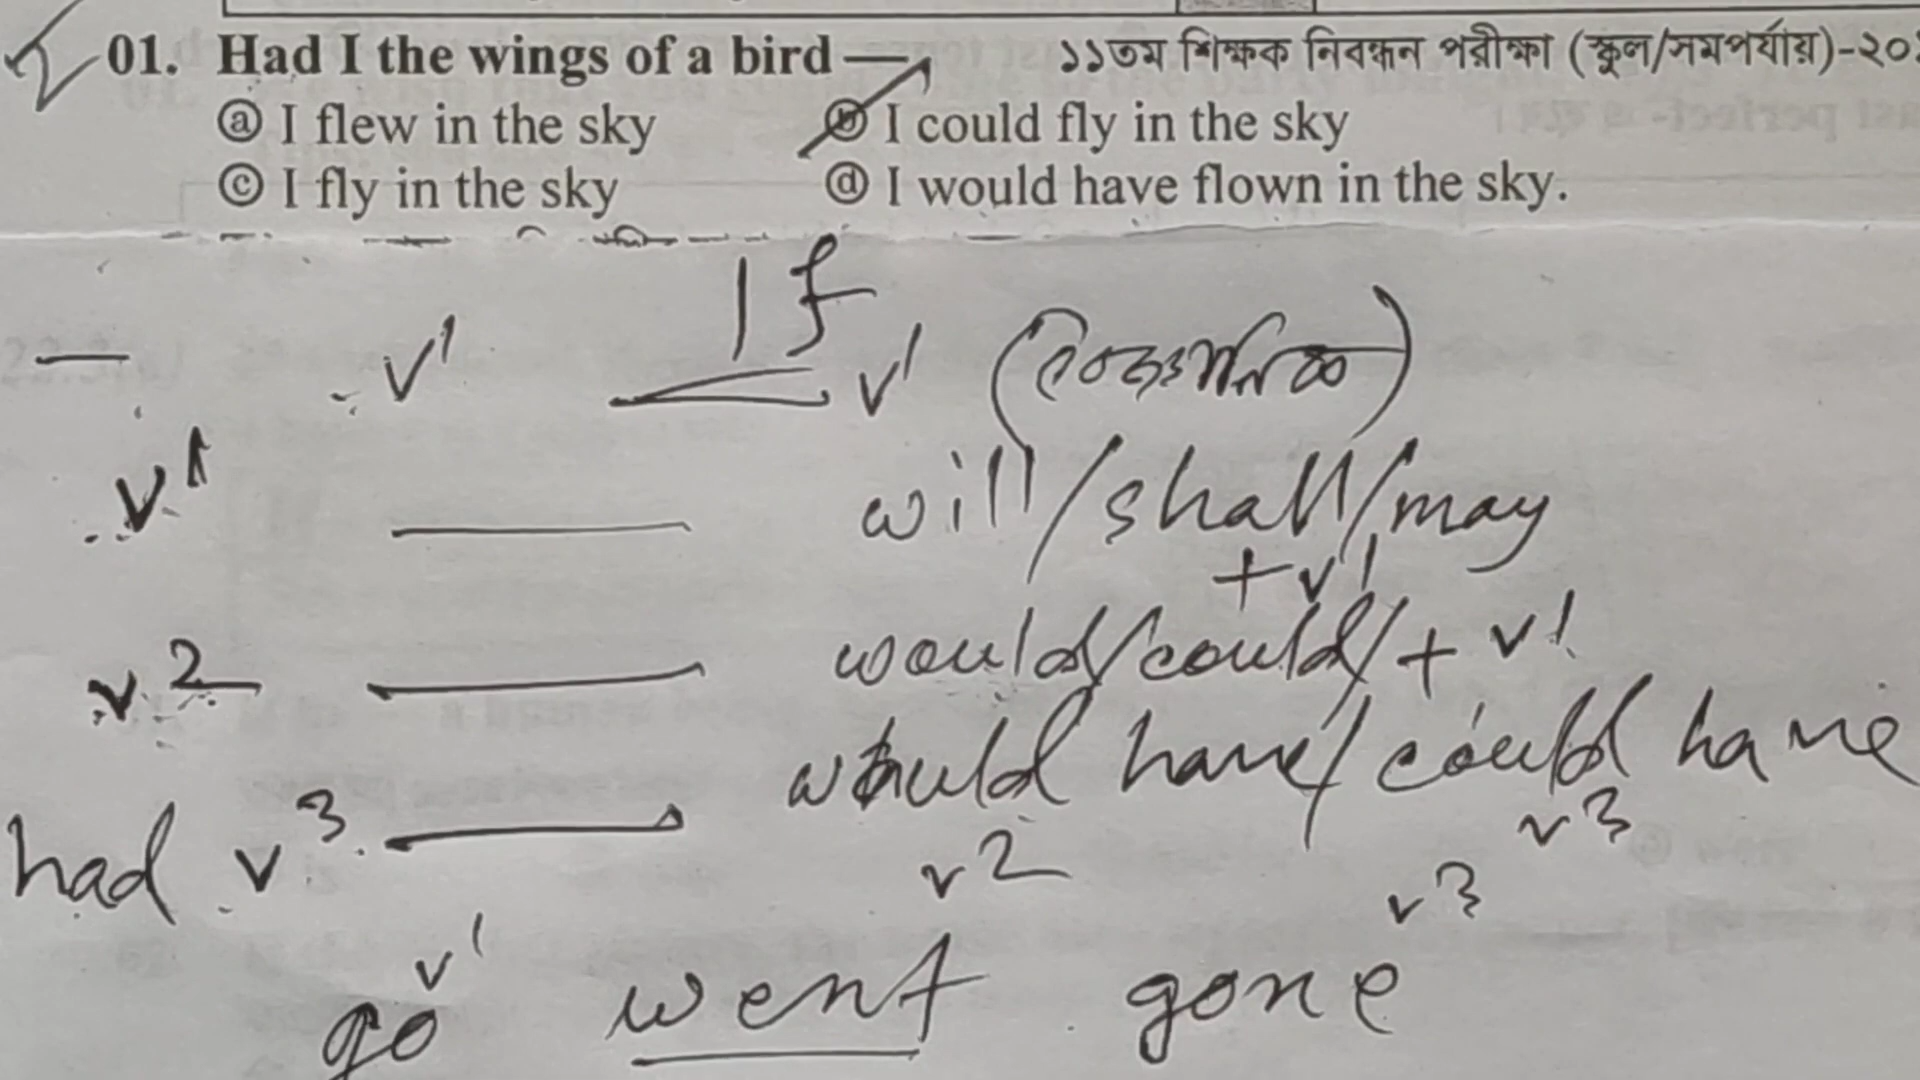 01. Had I the wings of a bird — ১১তম শিক্ষক নিবন্ধন পরীক্ষা (স্কুল/সমপর্যায়)-২০
ⓐ I flew in the sky ⓑ I could fly in the sky
ⓒ I fly in the sky ⓓ I would have flown in the sky.
If
— v1 v1
v1 — will/shall/may
+ v1
v2 — would/could/ + v1
had v3 — would have/ could have
v3
v1 v2 v3
go went gone